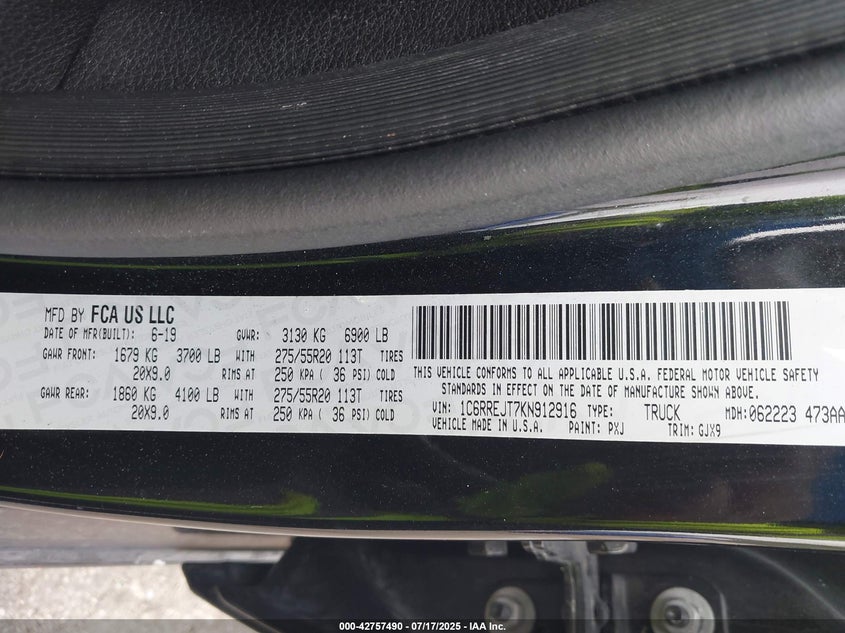 MFD BY FCA US LLC
DATE OF MFR(BUILT): 6-19 GVWR: 3130 KG 6900 LB
GAWR FRONT: 1679 KG 3700 LB WITH 275/55R20 113T TIRES
20X9.0 RIMS AT 250 KPA ( 36 PSI) COLD
GAWR REAR: 1860 KG 4100 LB WITH 275/55R20 113T TIRES
20X9.0 RIMS AT 250 KPA ( 36 PSI) COLD
THIS VEHICLE CONFORMS TO ALL APPLICABLE U.S.A. FEDERAL MOTOR VEHICLE SAFETY
STANDARDS IN EFFECT ON THE DATE OF MANUFACTURE SHOWN ABOVE.
VIN: 1C6RREJT7KN912916 TYPE: TRUCK MDH: 062223 473AA
VEHICLE MADE IN U.S.A. PAINT: PXJ TRIM: GJX9
000-42757490 - 07/17/2025 - IAA Inc.